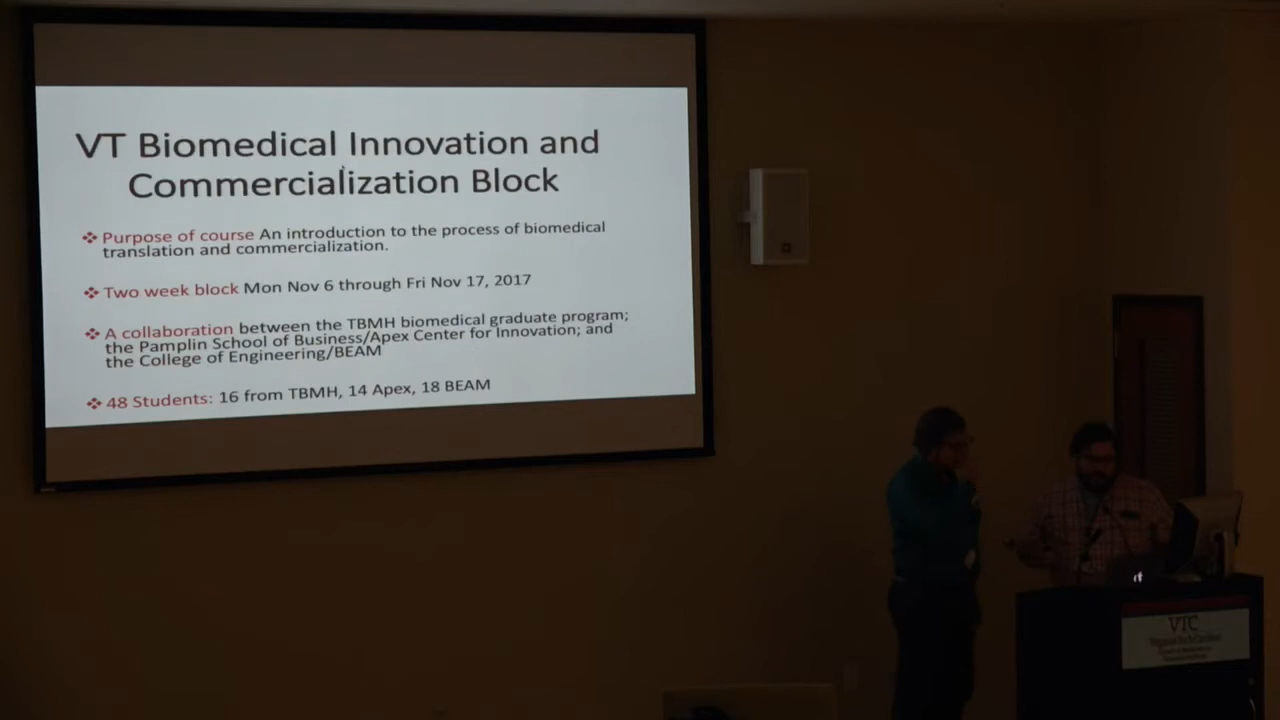 VT Biomedical Innovation and
Commercialization Block
❖ Purpose of course An introduction to the process of biomedical
translation and commercialization.
❖ Two week block Mon Nov 6 through Fri Nov 17, 2017
❖ A collaboration between the TBMH biomedical graduate program;
the Pamplin School of Business/Apex Center for Innovation; and
the College of Engineering/BEAM
❖ 48 Students: 16 from TBMH, 14 Apex, 18 BEAM
VTC